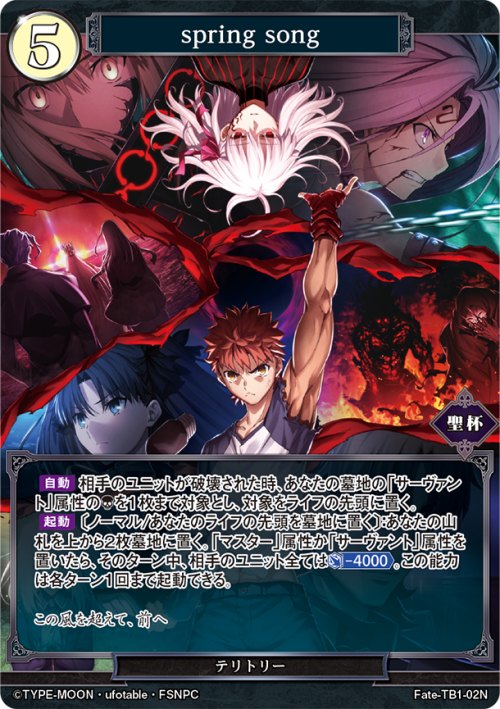 5
spring song
聖杯
自動 相手のユニットが破壊された時、あなたの墓地の「サーヴァン
ト」属性の を1枚まで対象とし、対象をライフの先頭に置く。
起動 〔ノーマル/あなたのライフの先頭を墓地に置く〕:あなたの山
札を上から2枚墓地に置く。「マスター」属性か「サーヴァント」属性を
置いたら、そのターン中、相手のユニット全ては -4000 。この能力
は各ターン1回まで起動できる。
この風を超えて、前へ
テリトリー
©TYPE-MOON・ufotable・FSNPC
Fate-TB1-02N